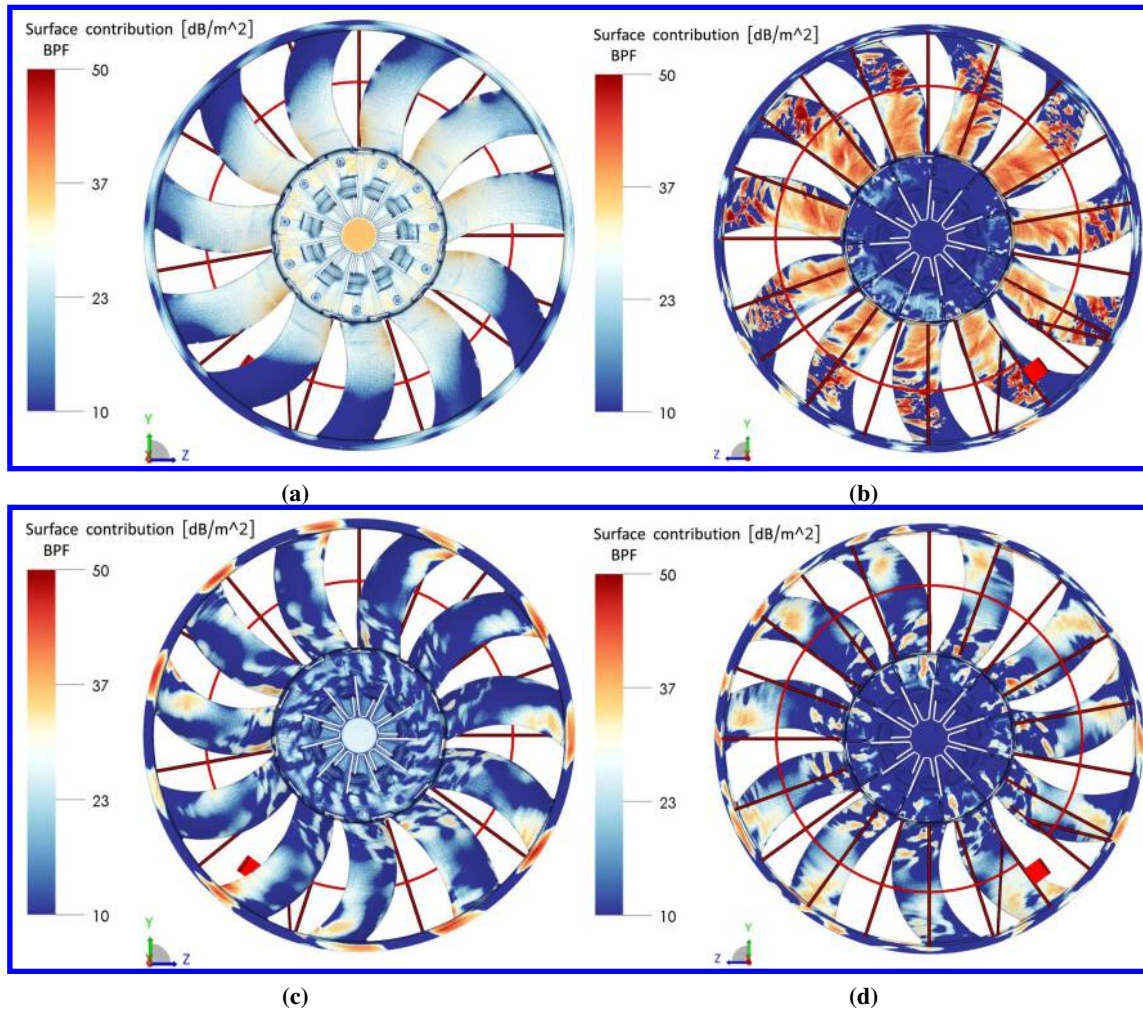 Surface contribution [dB/m^2]
BPF
50
37
23
10
Y
Z
(a)
Surface contribution [dB/m^2]
BPF
50
37
23
10
Y
Z
(b)
Surface contribution [dB/m^2]
BPF
50
37
23
10
Y
Z
(c)
Surface contribution [dB/m^2]
BPF
50
37
23
10
Y
Z
(d)